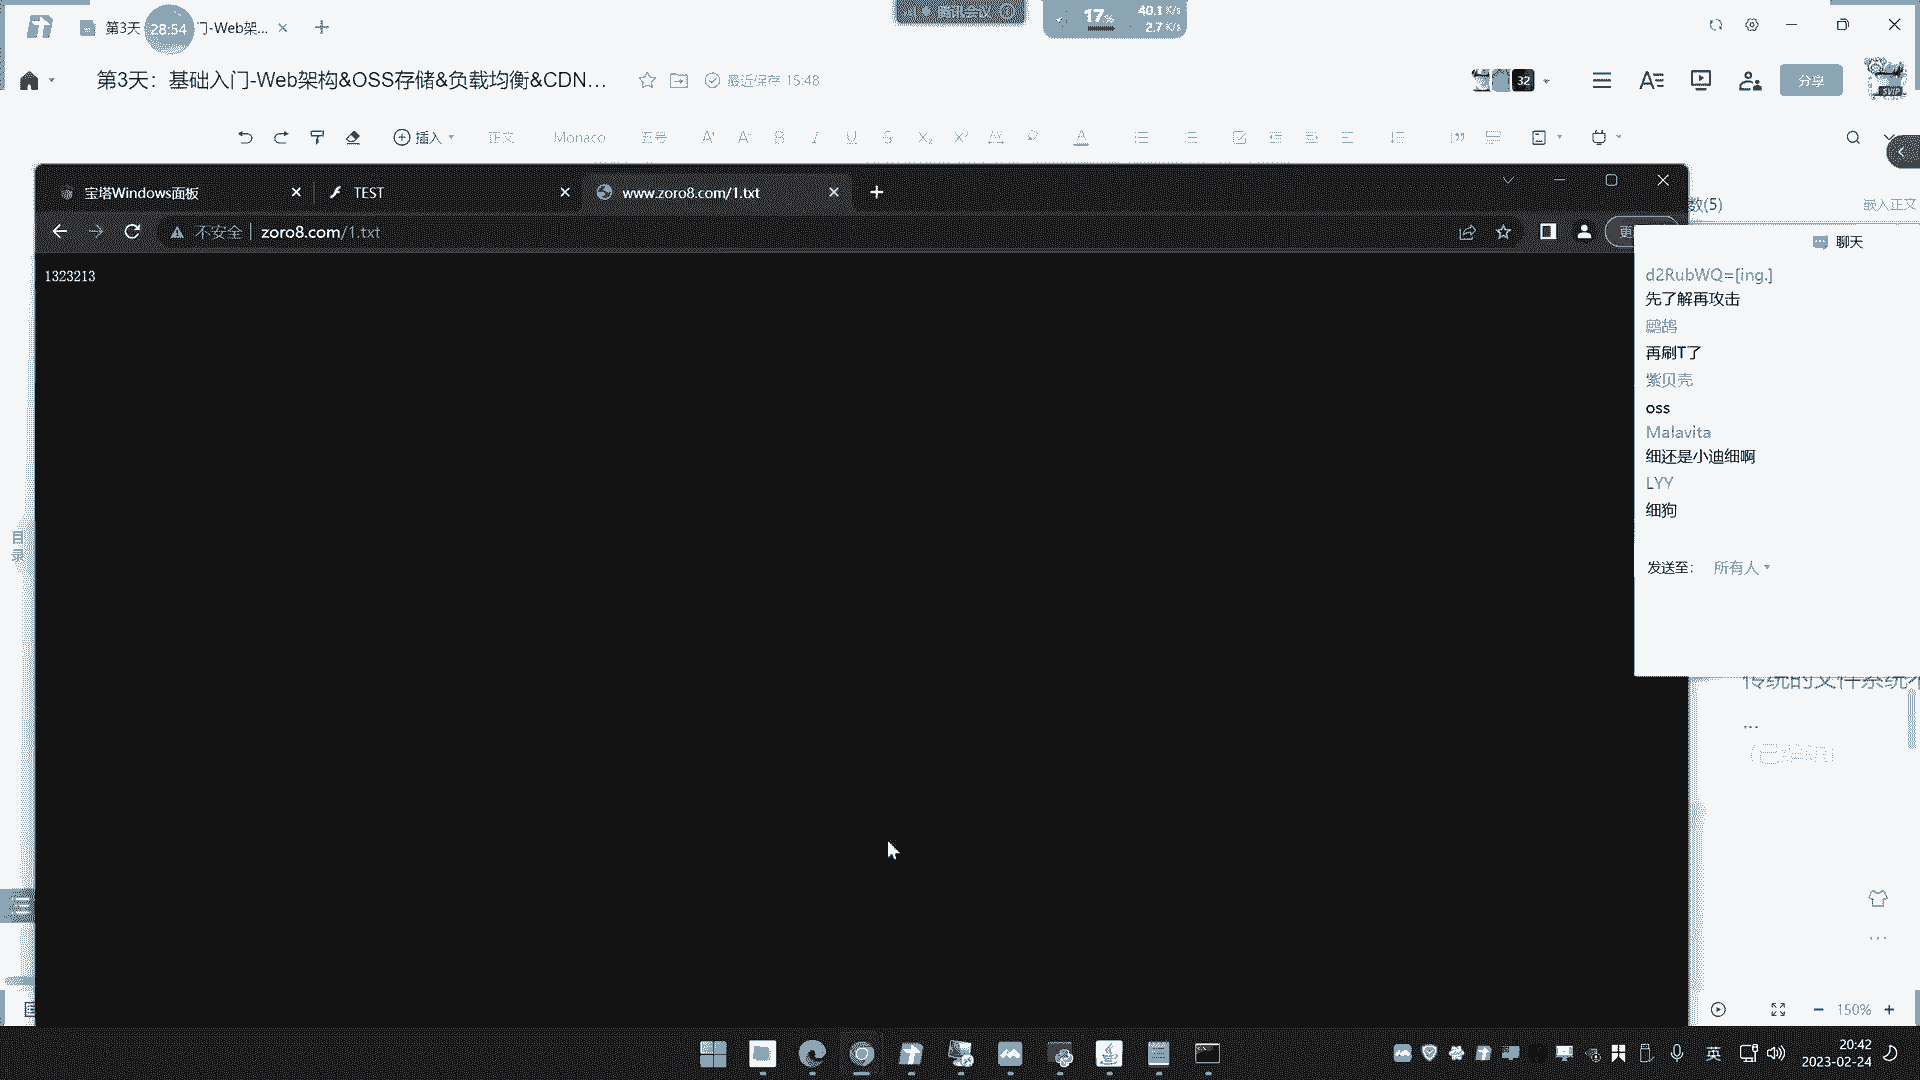 第3天
28:54
门-Web架...
腾讯会议
17%
40.1 K/s
2.7 K/s
第3天：基础入门-Web架构&OSS存储&负载均衡&CDN...
最近保存 15:48
32
分享
SVIP
插入
正文
Monaco
五号
宝塔Windows面板
TEST
www.zoro8.com/1.txt
数(5)
嵌入正文
不安全
zoro8.com/1.txt
更
1323213
聊天
d2RubWQ=[ing.]
先了解再攻击
鹧鸪
再刷T了
紫贝壳
oss
Malavita
细还是小迪细啊
LYY
细狗
发送至：
所有人
目录
传统的文件系统
...
150%
英
20:42
2023-02-24